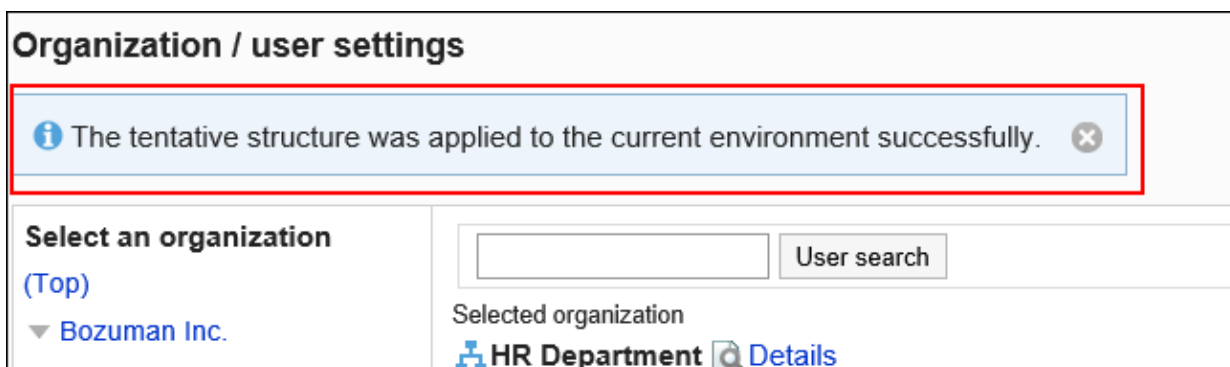 Organization / user settings
The tentative structure was applied to the current environment successfully.
Select an organization
(Top)
Bozuman Inc.
User search
Selected organization
HR Department Details